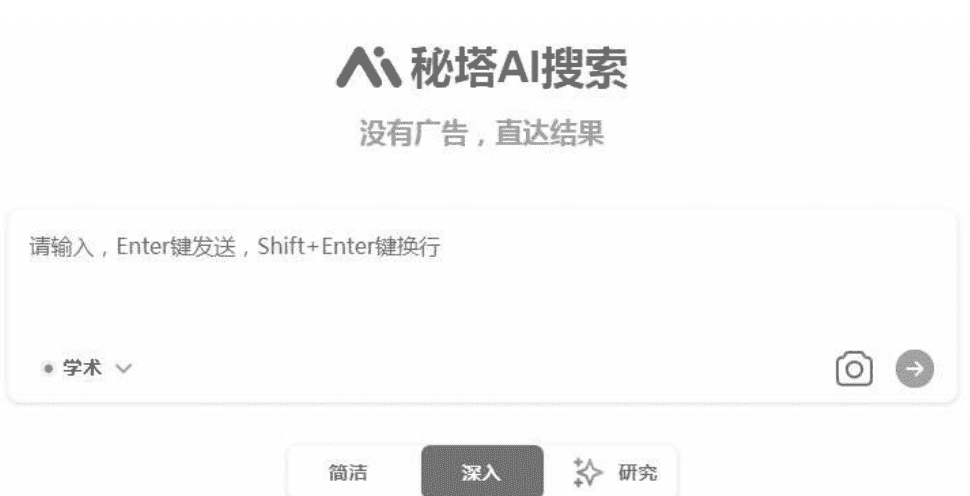 秘塔AI搜索
没有广告，直达结果
请输入，Enter键发送，Shift+Enter键换行
学术
简洁 深入 研究